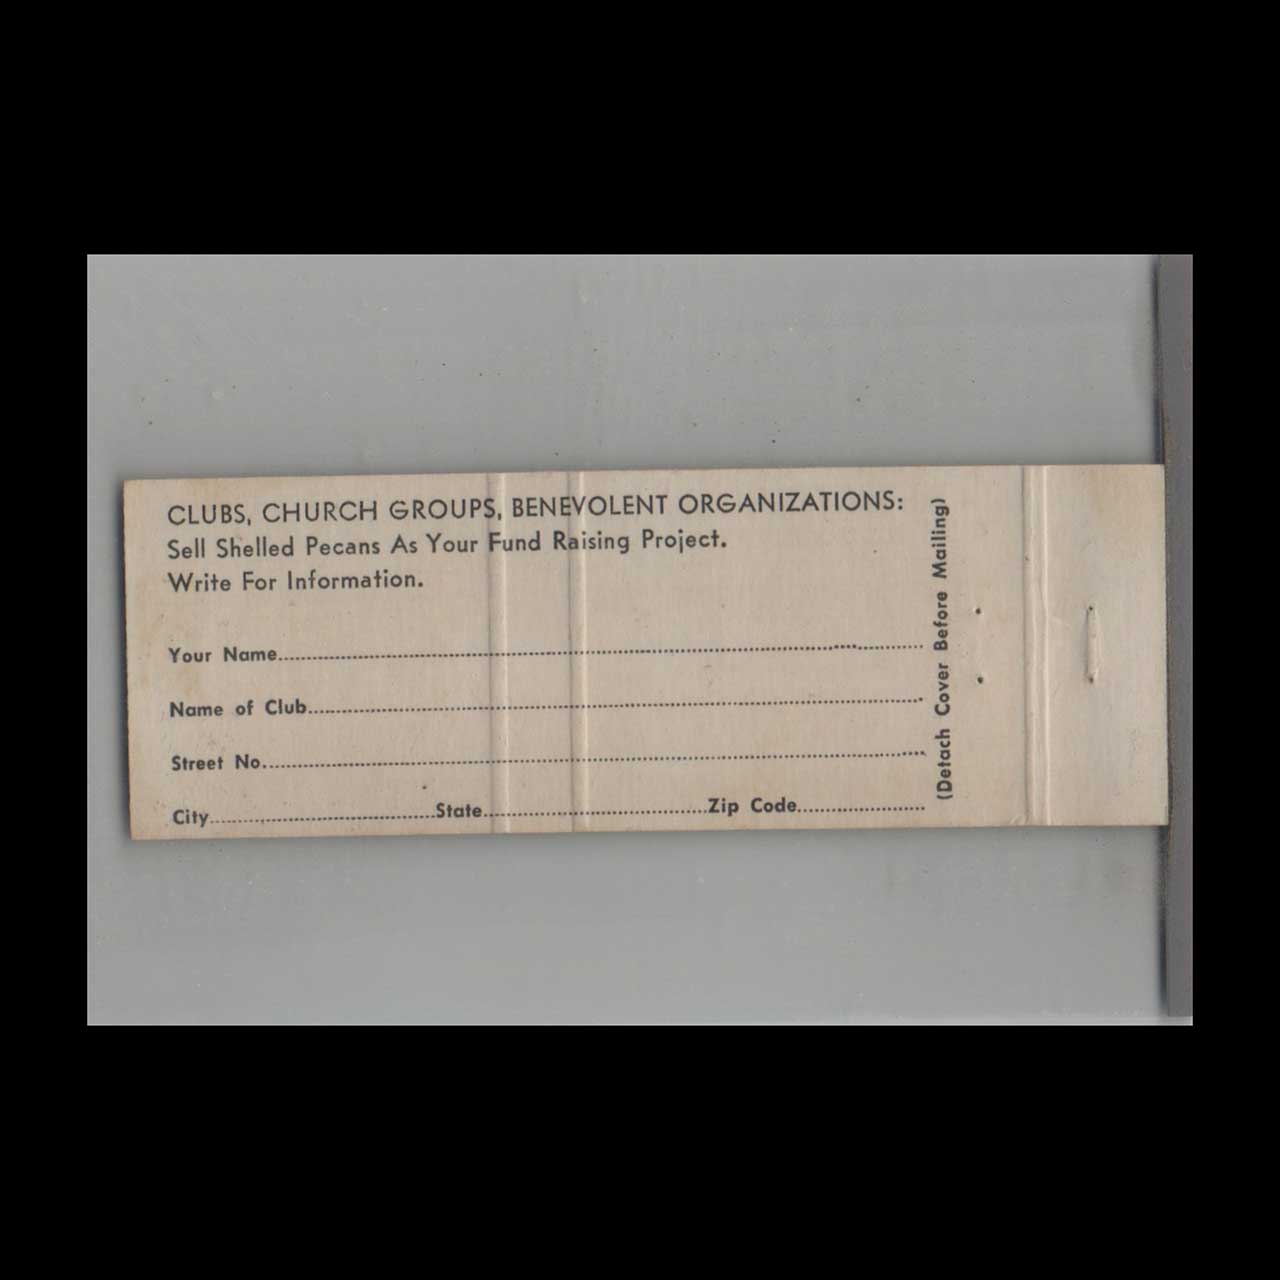 CLUBS, CHURCH GROUPS, BENEVOLENT ORGANIZATIONS:
Sell Shelled Pecans As Your Fund Raising Project.
Write For Information.
Your Name
Name of Club
Street No.
City State Zip Code
(Detach Cover Before Mailing)